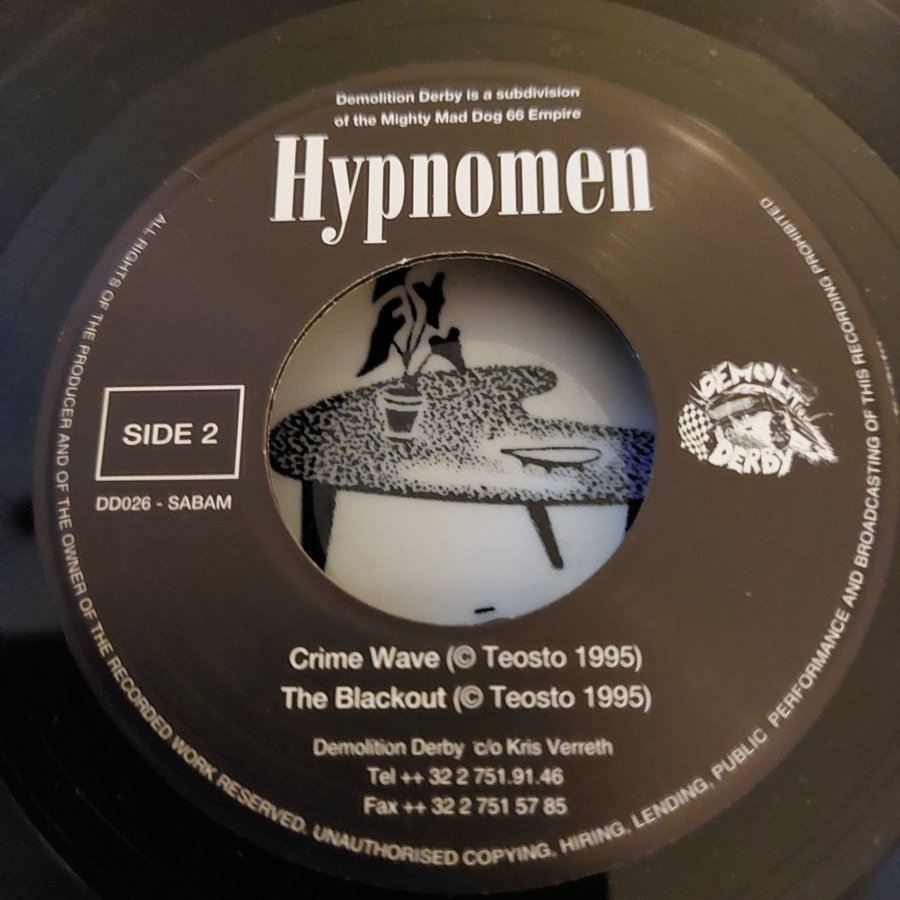 Demolition Derby is a subdivision
of the Mighty Mad Dog 66 Empire
Hypnomen
SIDE 2
DD026 - SABAM
DEMOLITION
DERBY
Crime Wave (© Teosto 1995)
The Blackout (© Teosto 1995)
Demolition Derby c/o Kris Verreth
Tel ++ 32 2 751.91.46
Fax ++ 32 2 751 57 85
ALL RIGHTS OF THE PRODUCER AND OF THE OWNER OF THE RECORDED WORK RESERVED. UNAUTHORISED COPYING, HIRING, LENDING, PUBLIC PERFORMANCE AND BROADCASTING OF THIS RECORDING PROHIBITED